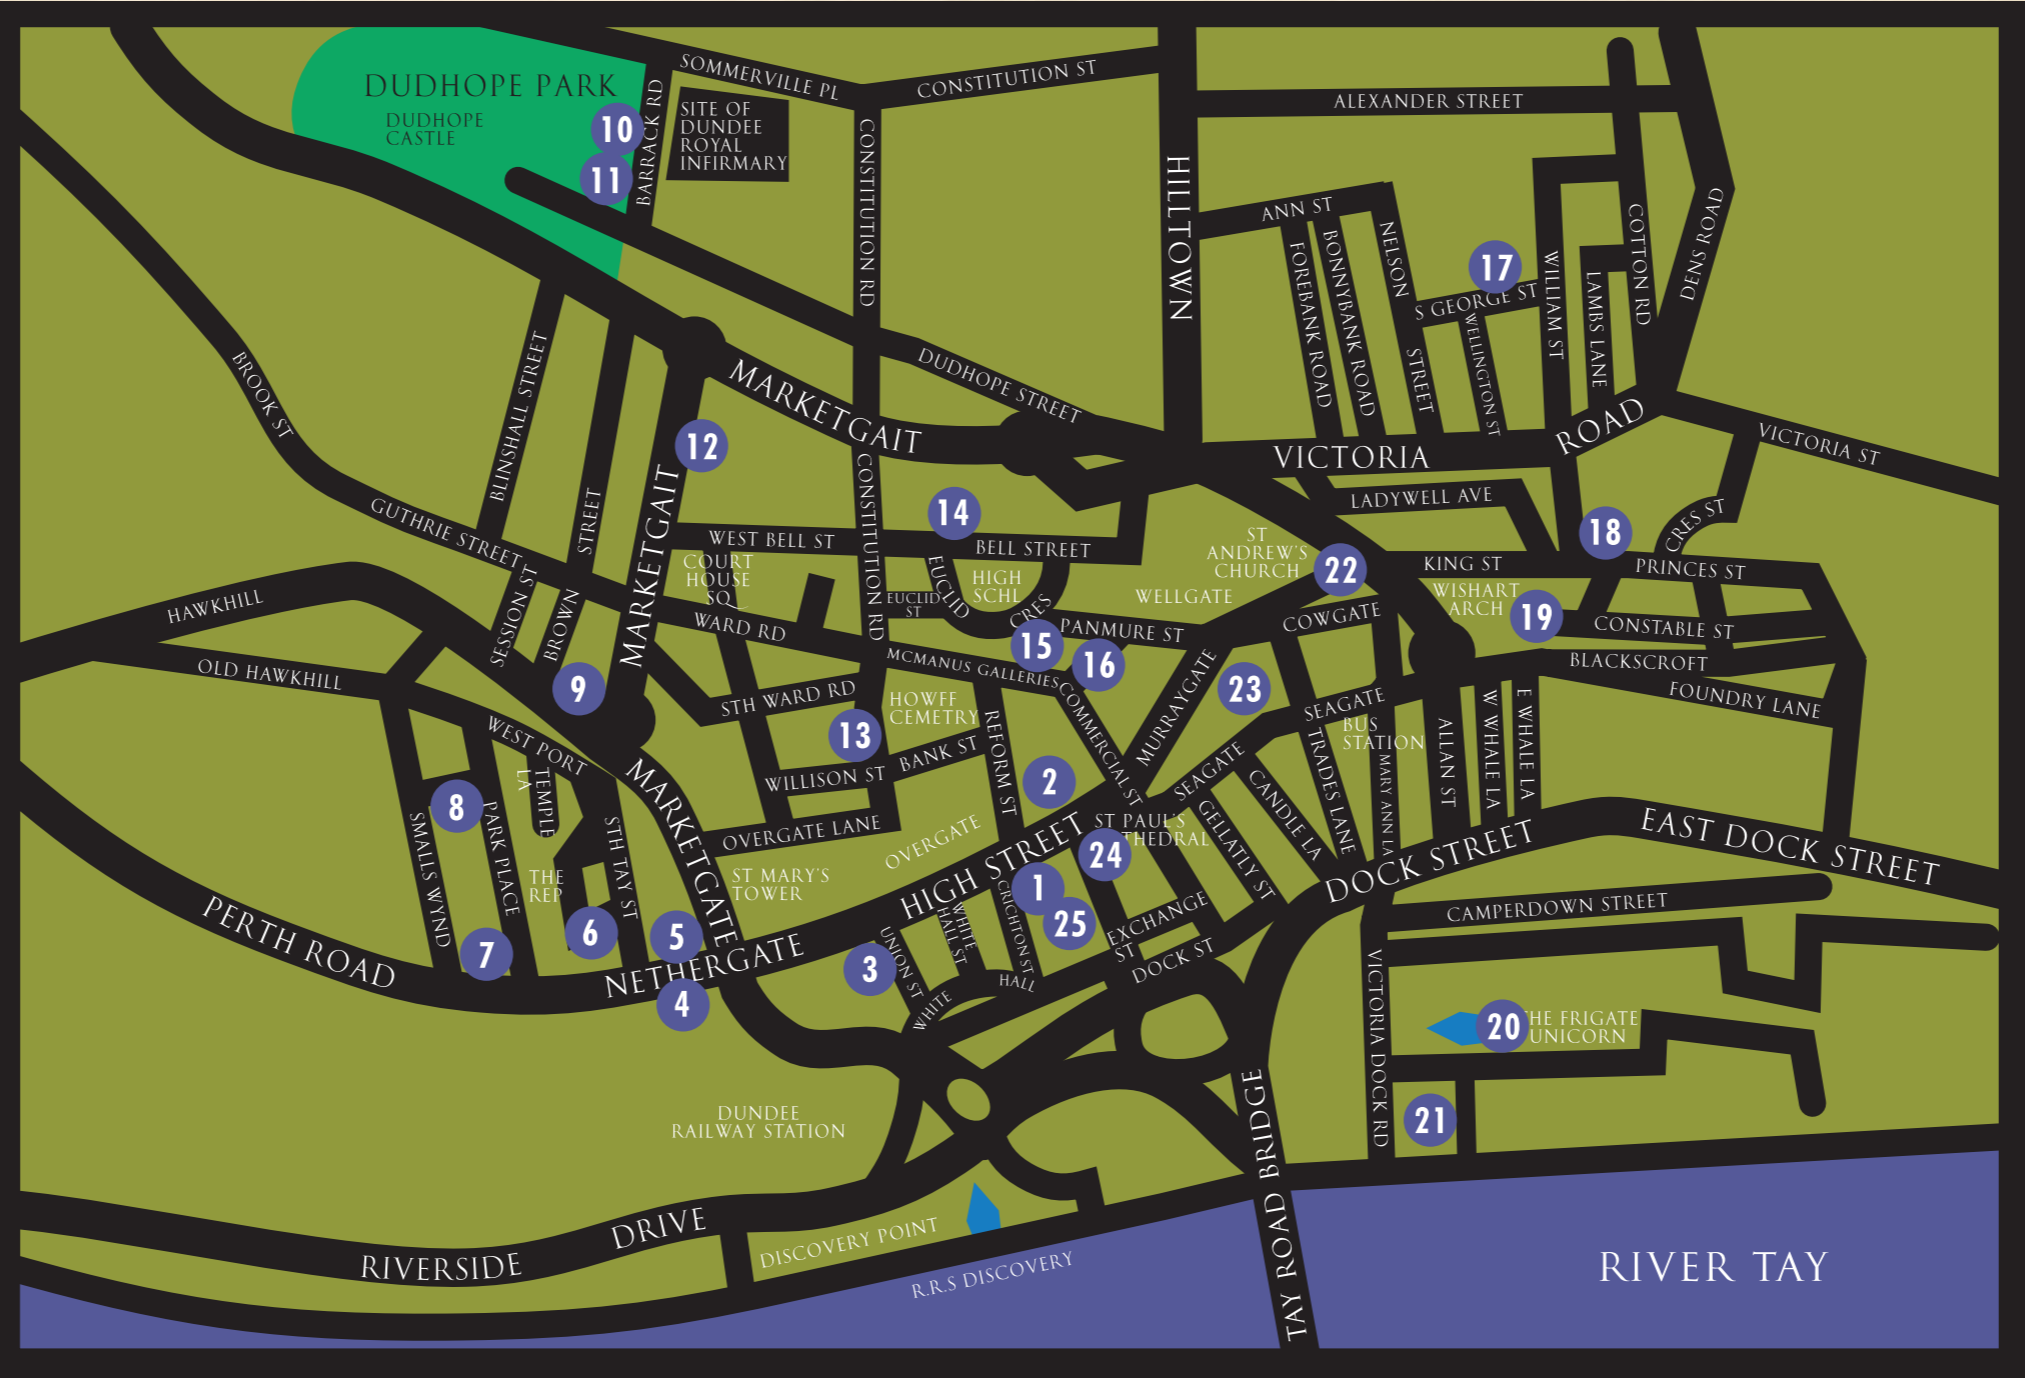 DUDHOPE PARK
DUDHOPE
CASTLE
10
11
BARRACK RD
SOMMERVILLE PL
SITE OF
DUNDEE
ROYAL
INFIRMARY
CONSTITUTION ST
CONSTITUTION RD
HILLTOWN
ALEXANDER STREET
ANN ST
FOREBANK ROAD
BONNYBANK ROAD
NELSON
STREET
17
S GEORGE ST
WELLINGTON ST
WILLIAM ST
LAMBS LANE
COTTON RD
DENS ROAD
BROOK ST
BLINSHALL STREET
MARKETGAIT
DUDHOPE STREET
12
VICTORIA
ROAD
VICTORIA ST
GUTHRIE STREET
STREET
BROWN
SESSION ST
MARKETGAIT
WEST BELL ST
COURT
HOUSE
SQ
CONSTITUTION RD
14
BELL STREET
EUCLID
CRES
EUCLID
ST
HIGH
SCHL
LADYWELL AVE
ST
ANDREW'S
CHURCH
22
KING ST
18
CRES ST
PRINCES ST
WISHART
ARCH
19
CONSTABLE ST
WELLGATE
COWGATE
BLACKSCROFT
FOUNDRY LANE
HAWKHILL
OLD HAWKHILL
WARD RD
MCMANUS GALLERIES
15
PANMURE ST
16
9
STH WARD RD
HOWFF
CEMETRY
13
WILLISON ST
BANK ST
REFORM ST
COMMERCIAL ST
MURRAYGATE
23
SEAGATE
BUS
STATION
SEAGATE
TRADES LANE
MARY ANN LA
ALLAN ST
W WHALE LA
E WHALE LA
WEST PORT
TEMPLE
LA
8
SMALLS WYND
PARK PLACE
STH TAY ST
THE
REP
6
7
MARKETGATE
OVERGATE LANE
OVERGATE
ST MARY'S
TOWER
2
HIGH STREET
ST PAUL'S
THEDRAL
24
GELLATLY ST
CANDLE LA
DOCK STREET
EAST DOCK STREET
CAMPERDOWN STREET
1
25
CRICHTON ST
WHITE
HALL ST
UNION ST
3
WHITE
HALL
EXCHANGE
ST
DOCK ST
PERTH ROAD
NETHERGATE
5
4
VICTORIA DOCK RD
20
THE FRIGATE
UNICORN
21
DUNDEE
RAILWAY STATION
TAY ROAD BRIDGE
RIVERSIDE
DRIVE
DISCOVERY POINT
R.R.S DISCOVERY
RIVER TAY